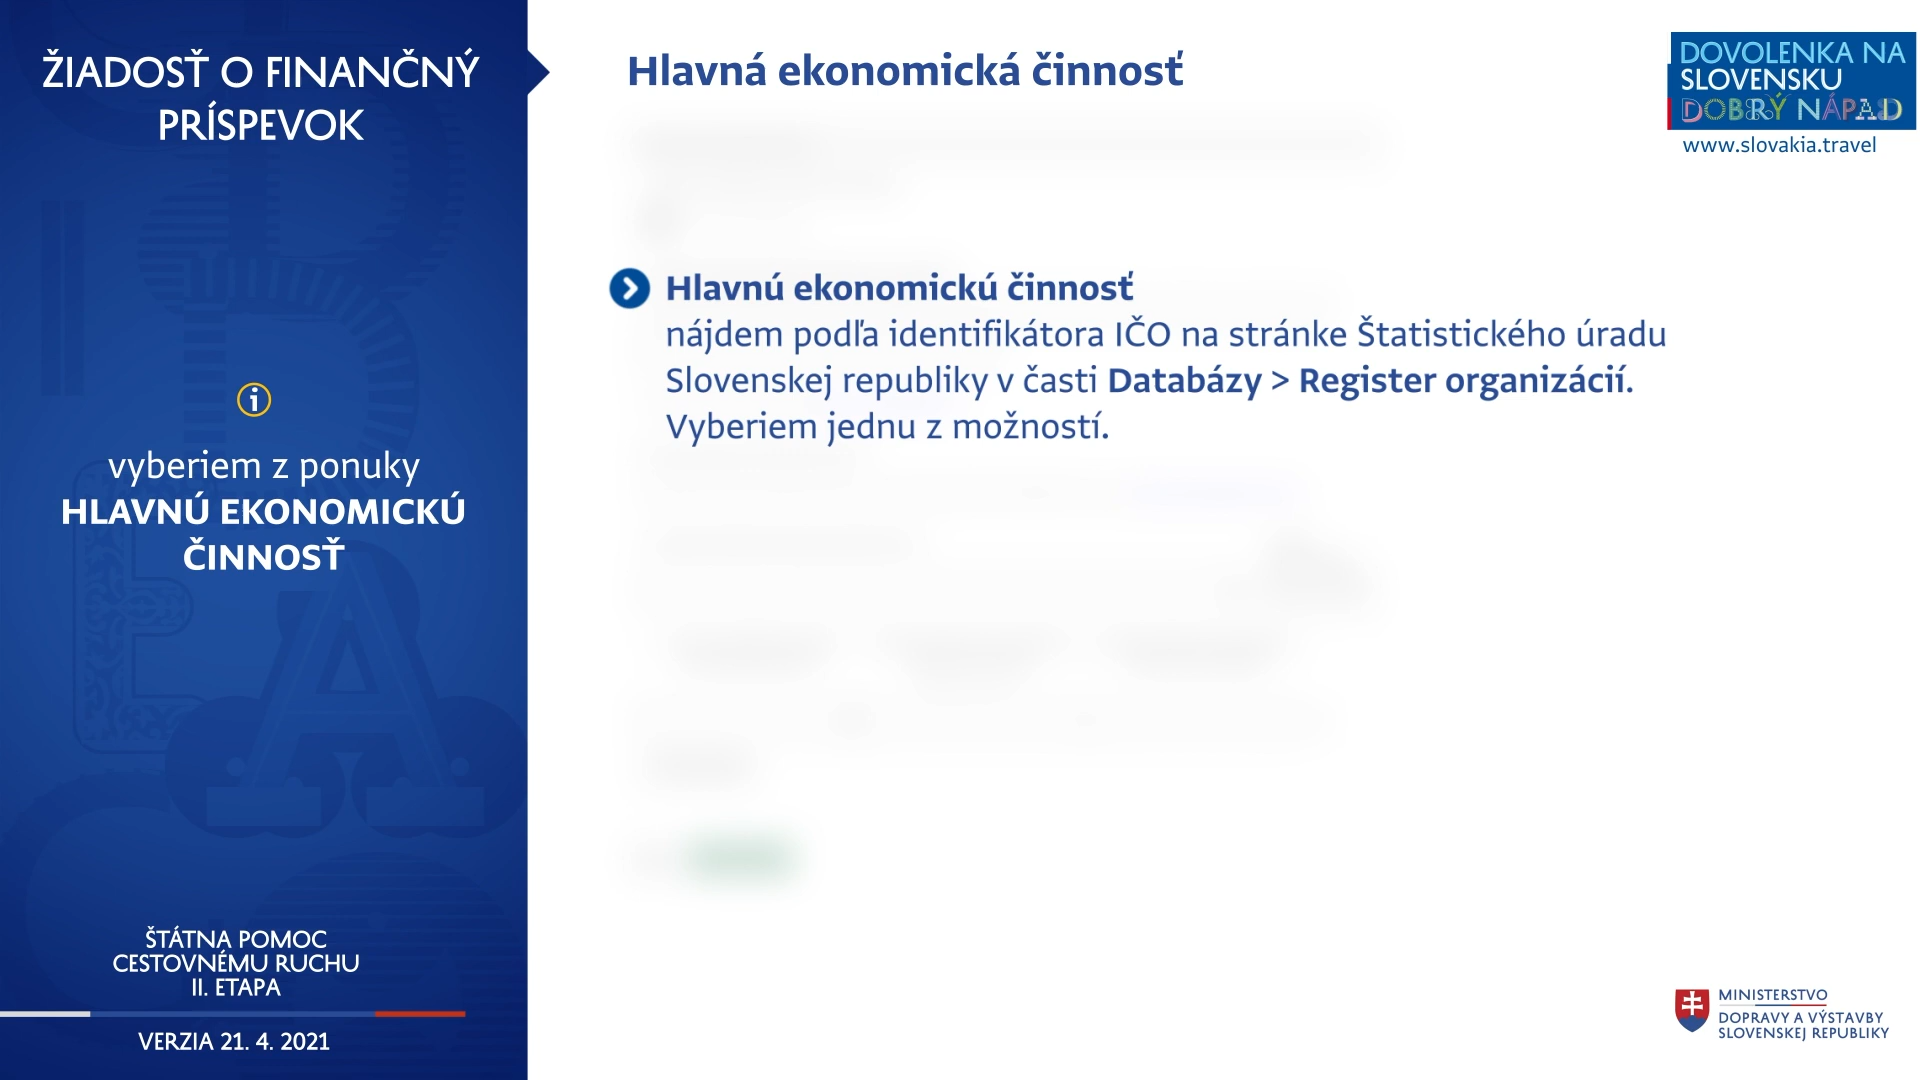 ŽIADOSŤ O FINANČNÝ
PRÍSPEVOK
vyberiem z ponuky
HLAVNÚ EKONOMICKÚ
ČINNOSŤ
ŠTÁTNA POMOC
CESTOVNÉMU RUCHU
II. ETAPA
VERZIA 21. 4. 2021
Hlavná ekonomická činnosť
Hlavnú ekonomickú činnosť
nájdem podľa identifikátora IČO na stránke Štatistického úradu
Slovenskej republiky v časti Databázy > Register organizácií.
Vyberiem jednu z možností.
DOVOLENKA NA
SLOVENSKU
DOBRÝ NÁPAD
www.slovakia.travel
MINISTERSTVO
DOPRAVY A VÝSTAVBY
SLOVENSKEJ REPUBLIKY